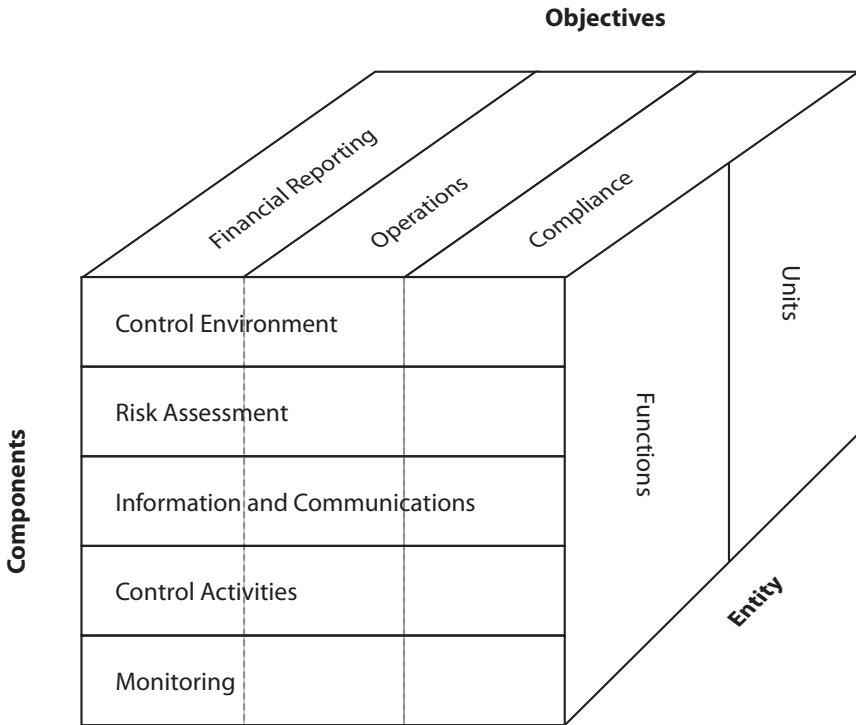 Objectives
Financial Reporting
Operations
Compliance
Components
Control Environment
Risk Assessment
Information and Communications
Control Activities
Monitoring
Functions
Units
Entity